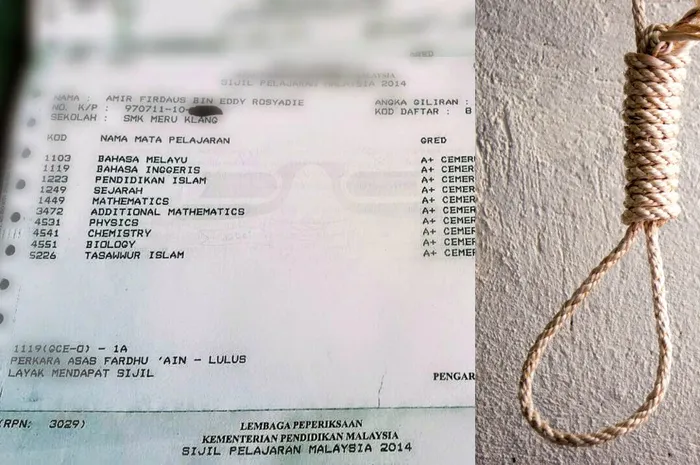 GRED
MALAYSIA
SIJIL PELAJARAN MALAYSIA 2014
NAMA : AMIR FIRDAUS BIN EDDY ROSYADIE
NO. K/P : 970711-10-
SEKOLAH : SMK MERU KLANG
ANGKA GILIRAN :
KOD DAFTAR : B
KOD NAMA MATA PELAJARAN GRED
1103 BAHASA MELAYU A+ CEMER
1119 BAHASA INGGERIS A+ CEMER
1223 PENDIDIKAN ISLAM A+ CEMER
1249 SEJARAH A+ CEMER
1449 MATHEMATICS A+ CEMER
3472 ADDITIONAL MATHEMATICS A+ CEMER
4531 PHYSICS A+ CEMER
4541 CHEMISTRY A+ CEMER
4551 BIOLOGY A+ CEMER
5226 TASAWWUR ISLAM A+ CEMER
1119(GCE-O) - 1A
PERKARA ASAS FARDHU 'AIN - LULUS
LAYAK MENDAPAT SIJIL
PENGAR
(RPN: 3029)
LEMBAGA PEPERIKSAAN
KEMENTERIAN PENDIDIKAN MALAYSIA
SIJIL PELAJARAN MALAYSIA 2014